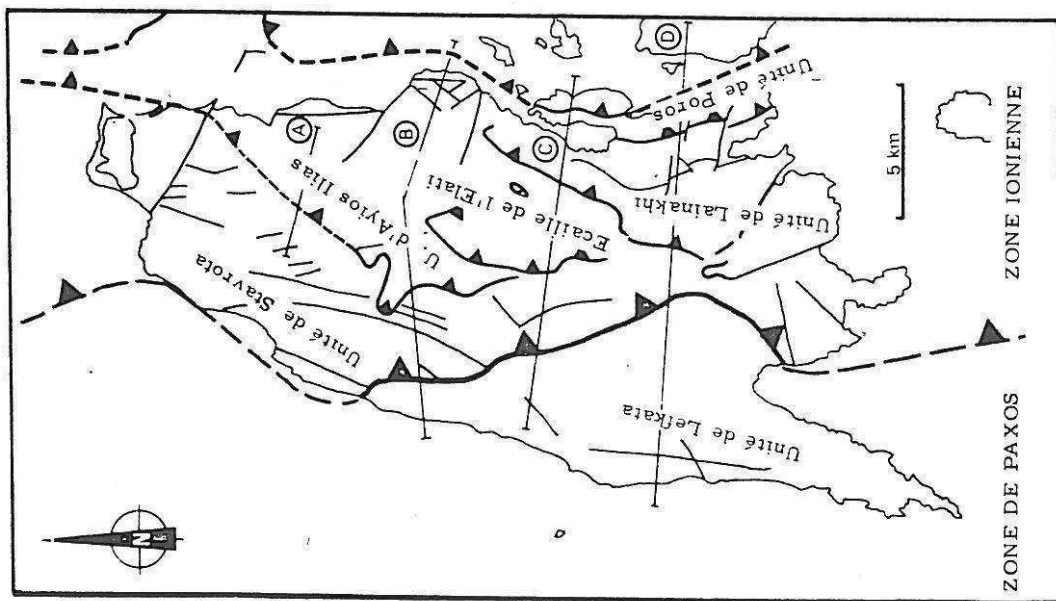 N
A
B
C
D
Unité de Stavrota
U. d'Ayios Ilias
Ecaille de l'Elati
Unité de Lainakhi
Unité de Poros
Unité de Lefkata
5 km
ZONE DE PAXOS
ZONE IONIENNE